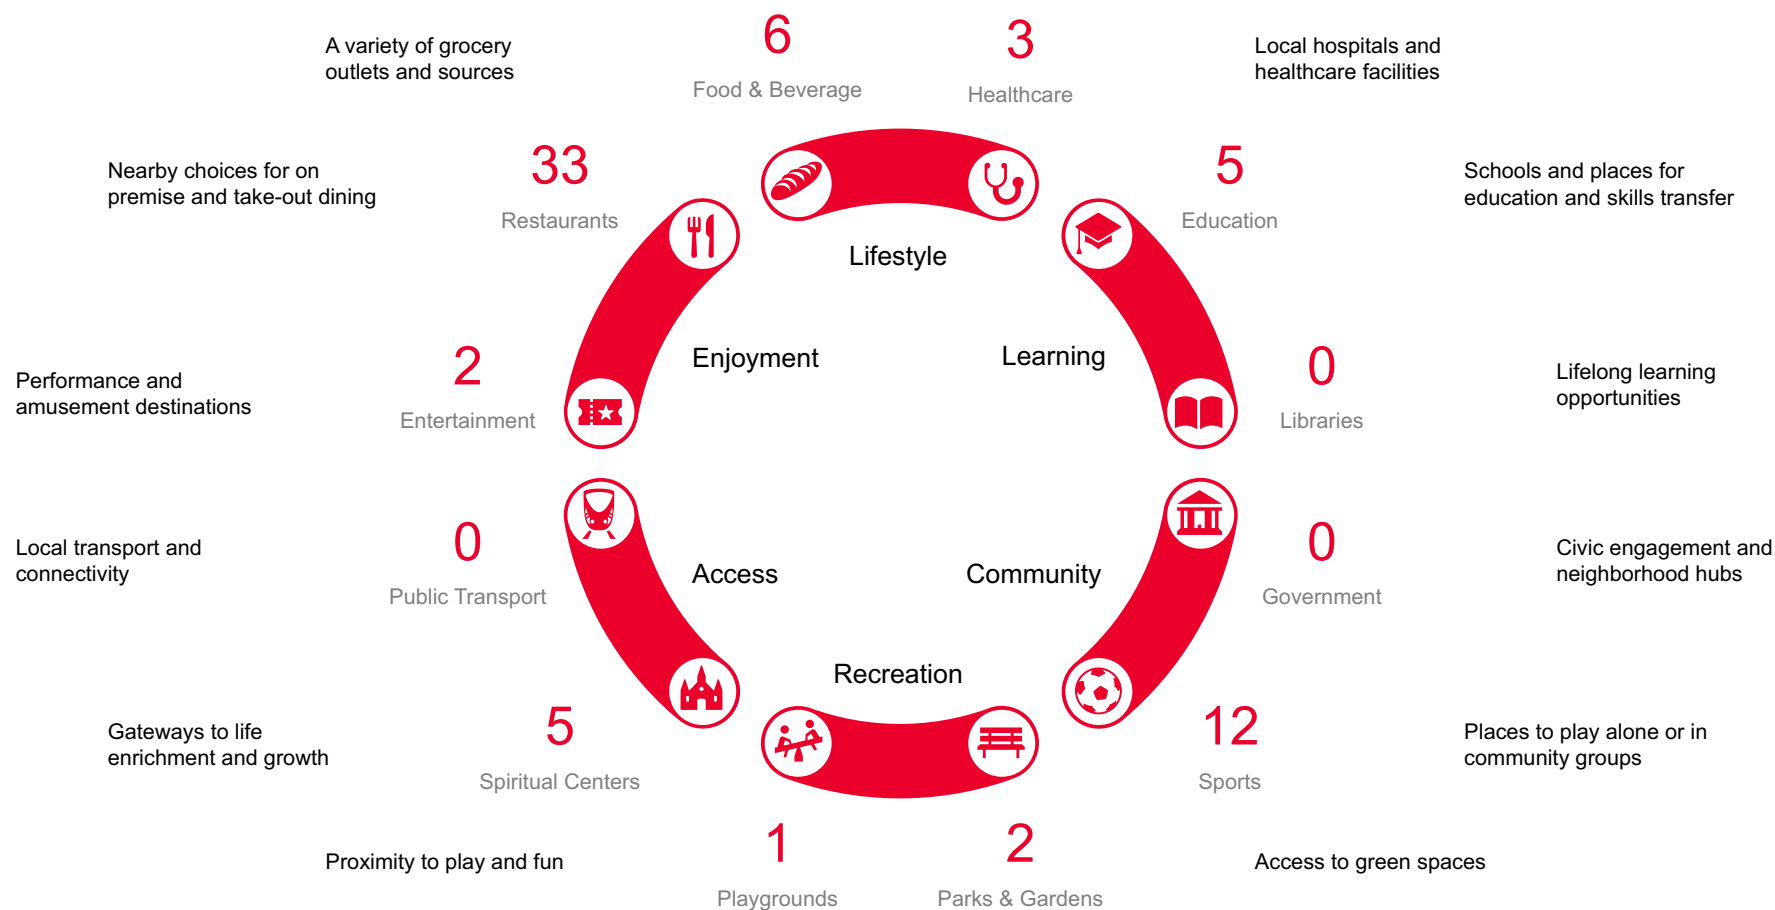 6
3
A variety of grocery
outlets and sources
Food & Beverage
Healthcare
Local hospitals and
healthcare facilities
Nearby choices for on
premise and take-out dining
33
Restaurants
5
Education
Schools and places for
education and skills transfer
Lifestyle
Enjoyment
Learning
Performance and
amusement destinations
2
Entertainment
0
Libraries
Lifelong learning
opportunities
Local transport and
connectivity
0
Public Transport
Access
Community
0
Government
Civic engagement and
neighborhood hubs
Recreation
Gateways to life
enrichment and growth
5
Spiritual Centers
12
Sports
Places to play alone or in
community groups
Proximity to play and fun
1
Playgrounds
2
Parks & Gardens
Access to green spaces